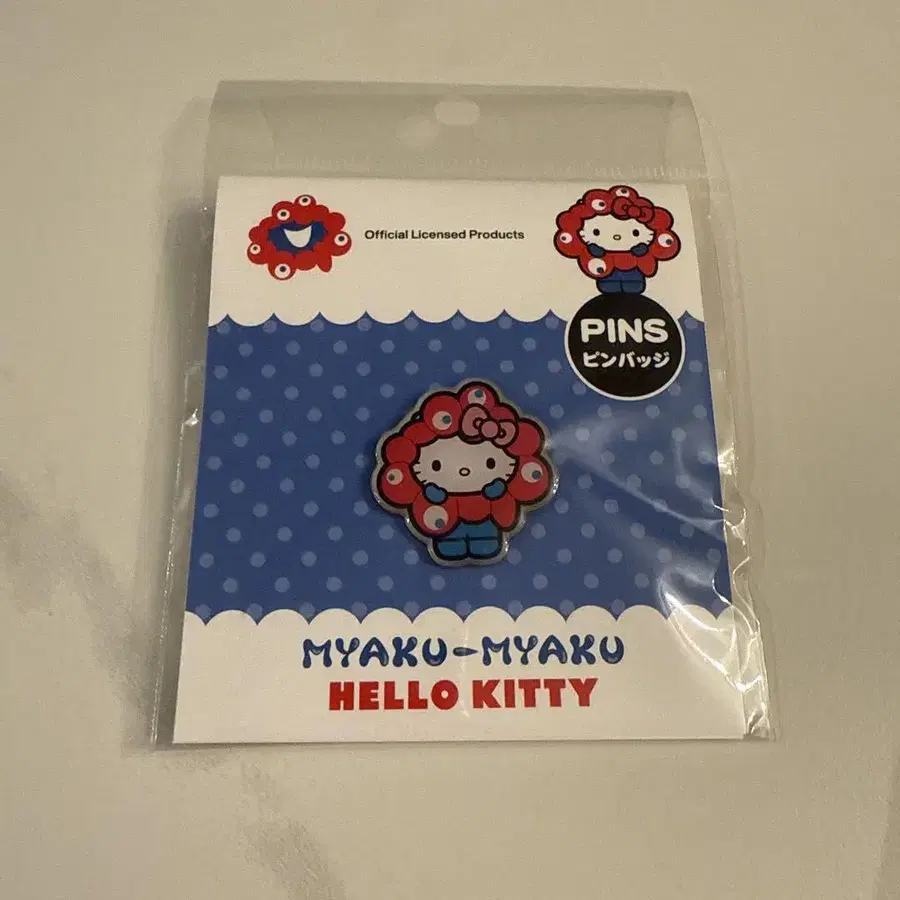 Official Licensed Products
PINS
ピンバッジ
MYAKU-MYAKU
HELLO KITTY